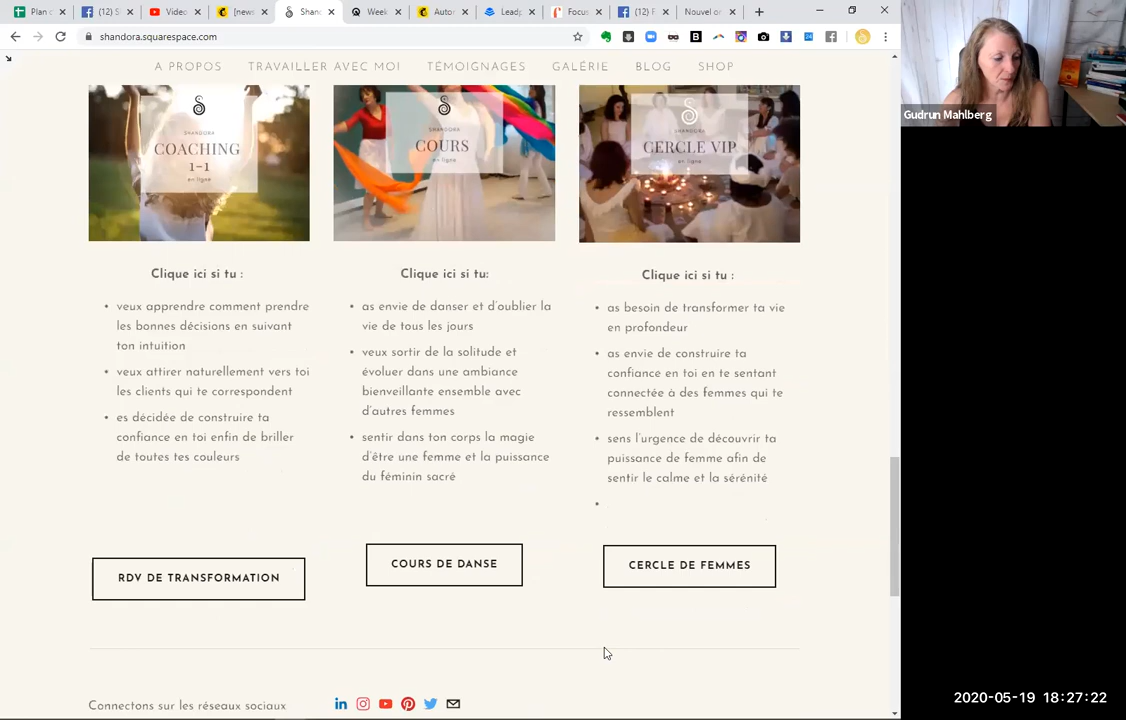 Plan c
(12) S
Video
[newt
Shand
Week
Autor
Leadp
Focus
(12) F
Nouvel or
shandora.squarespace.com
Gudrun Mahlberg
A PROPOS TRAVAILLER AVEC MOI TÉMOIGNAGES GALÉRIE BLOG SHOP
SHANDORA
COACHING
1-1
en ligne
SHANDORA
COURS
en ligne
SHANDORA
CERCLE VIP
en ligne
Clique ici si tu :
• veux apprendre comment prendre
les bonnes décisions en suivant
ton intuition
• veux attirer naturellement vers toi
les clients qui te correspondent
• es décidée de construire ta
confiance en toi enfin de briller
de toutes tes couleurs
RDV DE TRANSFORMATION
Clique ici si tu:
• as envie de danser et d'oublier la
vie de tous les jours
• veux sortir de la solitude et
évoluer dans une ambiance
bienveillante ensemble avec
d'autres femmes
• sentir dans ton corps la magie
d'être une femme et la puissance
du féminin sacré
COURS DE DANSE
Clique ici si tu :
• as besoin de transformer ta vie
en profondeur
• as envie de construire ta
confiance en toi en te sentant
connectée à des femmes qui te
ressemblent
• sens l'urgence de découvrir ta
puissance de femme afin de
sentir le calme et la sérénité
•
CERCLE DE FEMMES
Connectons sur les réseaux sociaux
2020-05-19 18:27:22